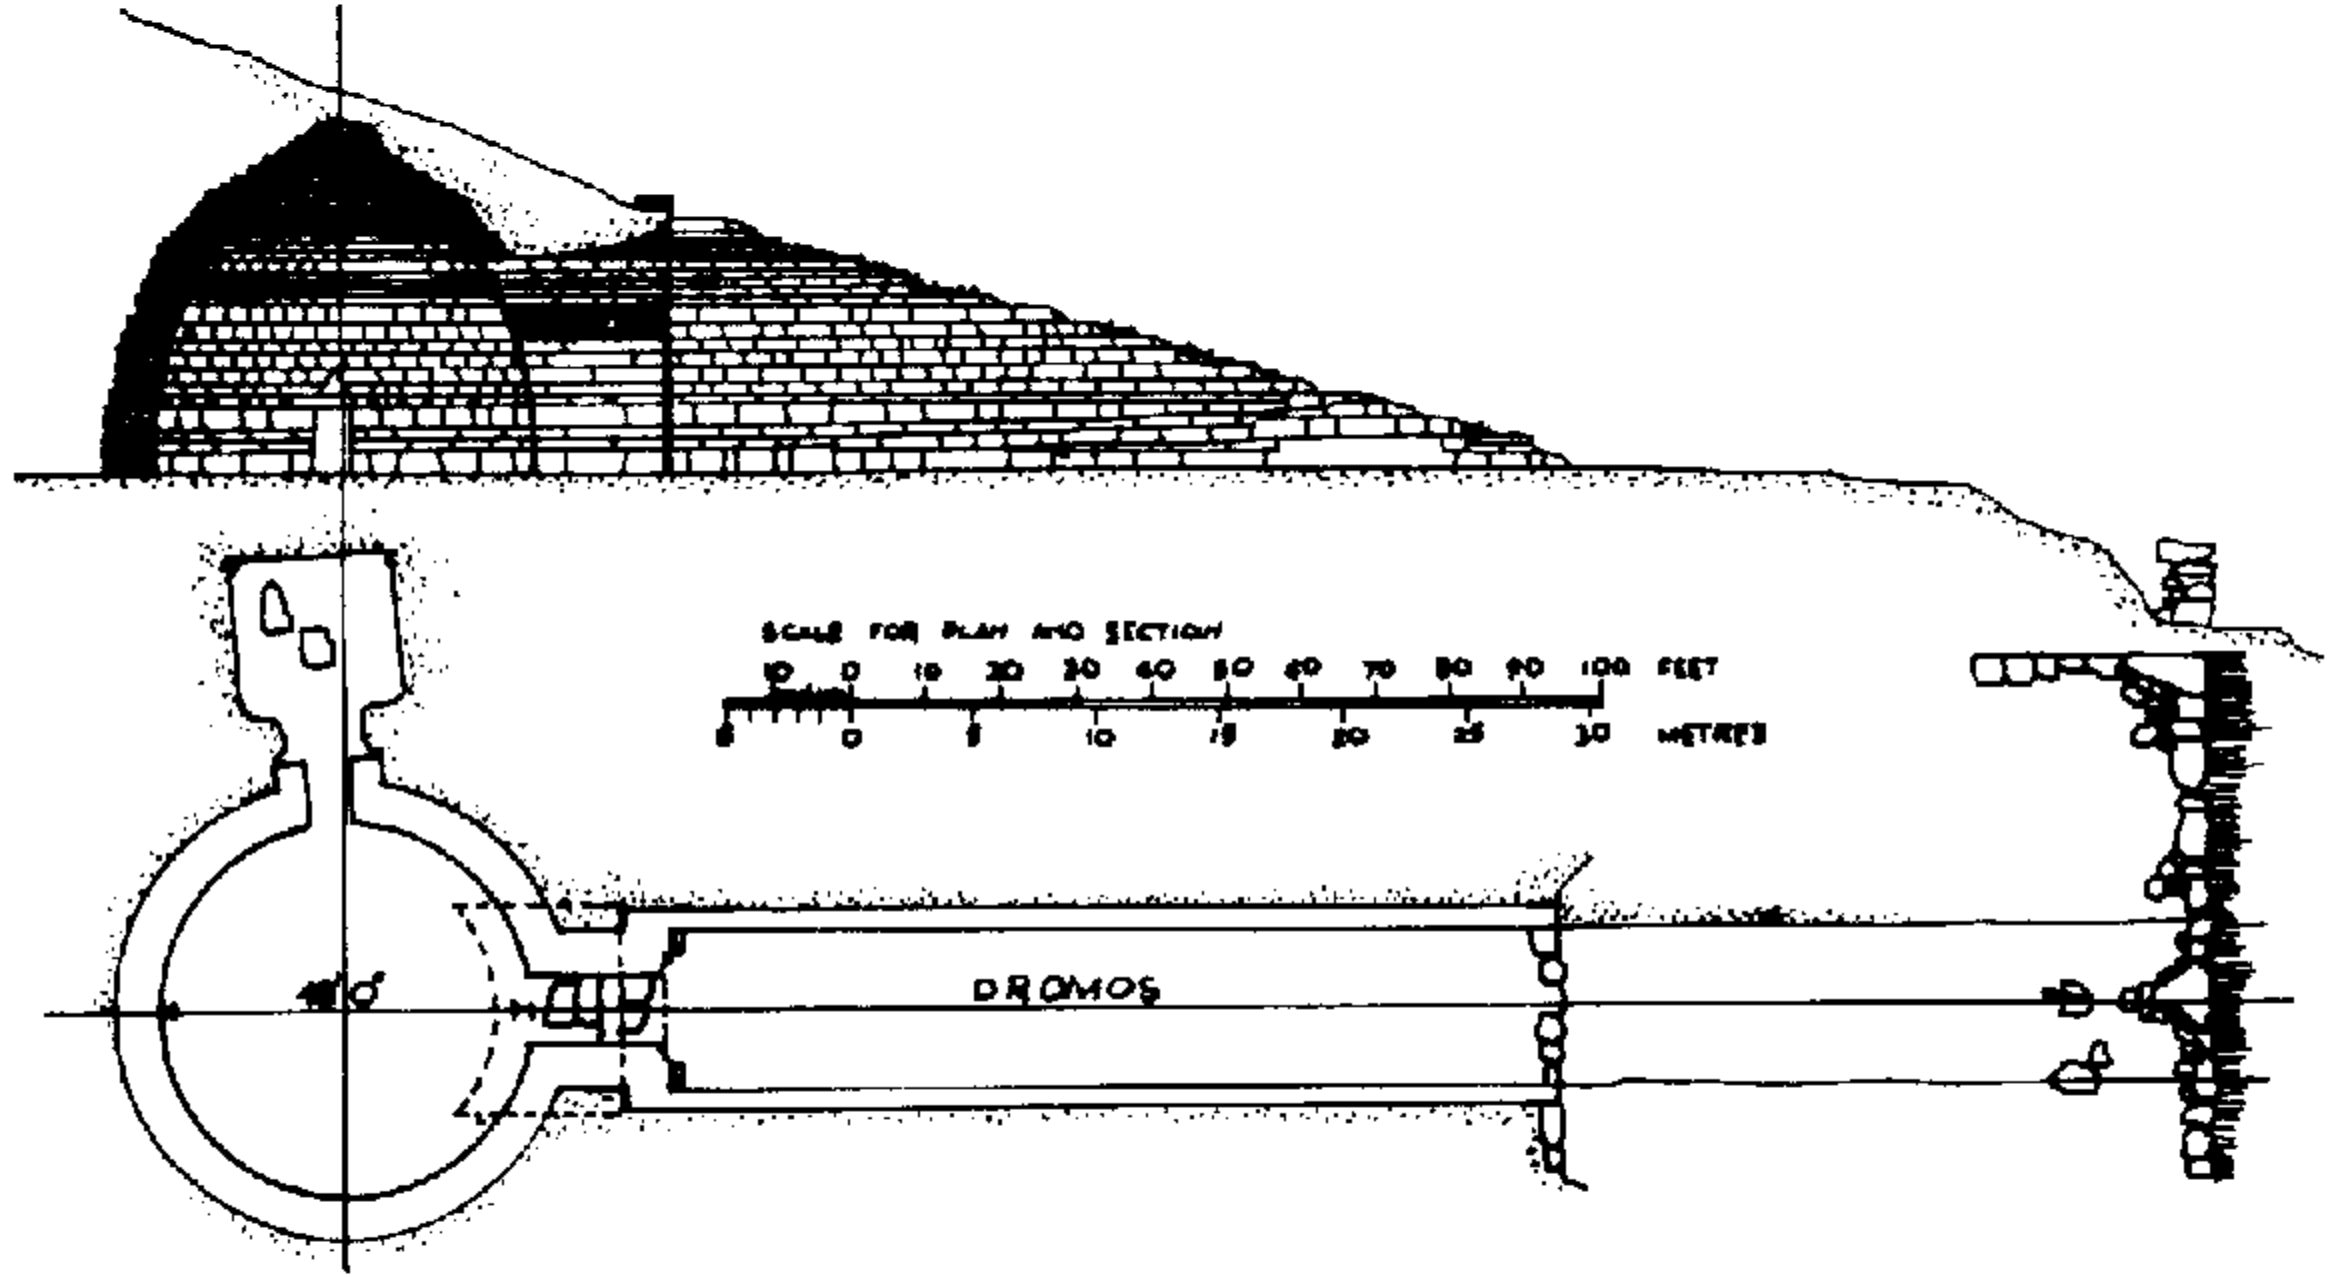 SCALE FOR PLAN AND SECTION
10 0 10 20 30 40 50 60 70 80 90 100 FEET
5 0 5 10 15 20 25 30 METRES
DROMOS